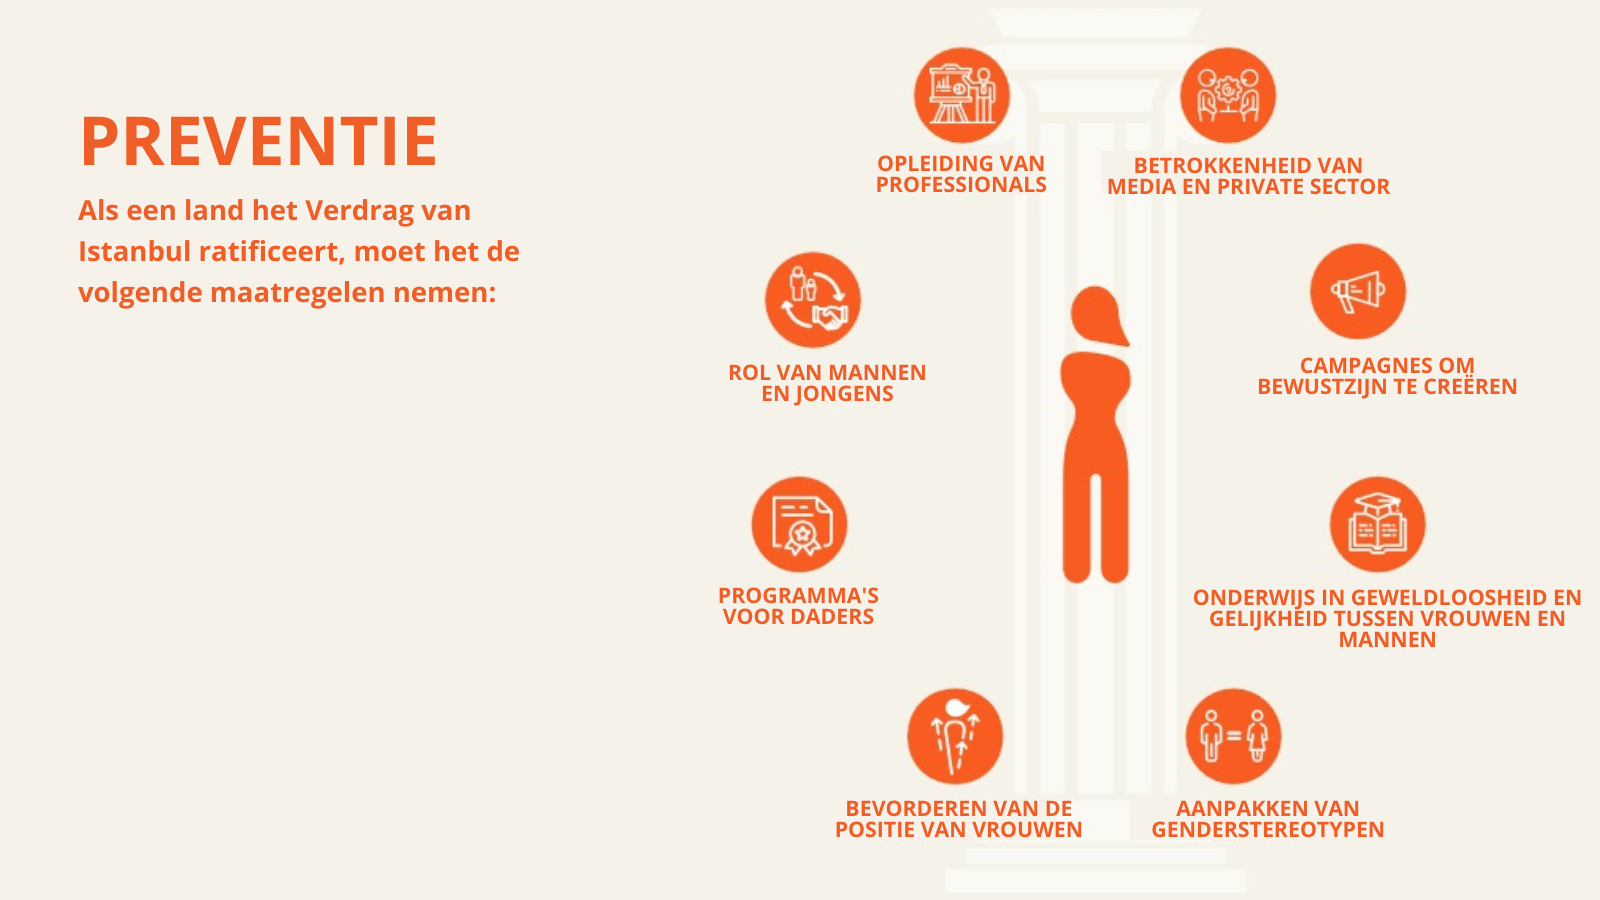 PREVENTIE
Als een land het Verdrag van
Istanbul ratificeert, moet het de
volgende maatregelen nemen:
OPLEIDING VAN
PROFESSIONALS
BETROKKENHEID VAN
MEDIA EN PRIVATE SECTOR
ROL VAN MANNEN
EN JONGENS
CAMPAGNES OM
BEWUSTZIJN TE CREËREN
PROGRAMMA'S
VOOR DADERS
ONDERWIJS IN GEWELDLOOSHEID EN
GELIJKHEID TUSSEN VROUWEN EN
MANNEN
BEVORDEREN VAN DE
POSITIE VAN VROUWEN
AANPAKKEN VAN
GENDERSTEREOTYPEN